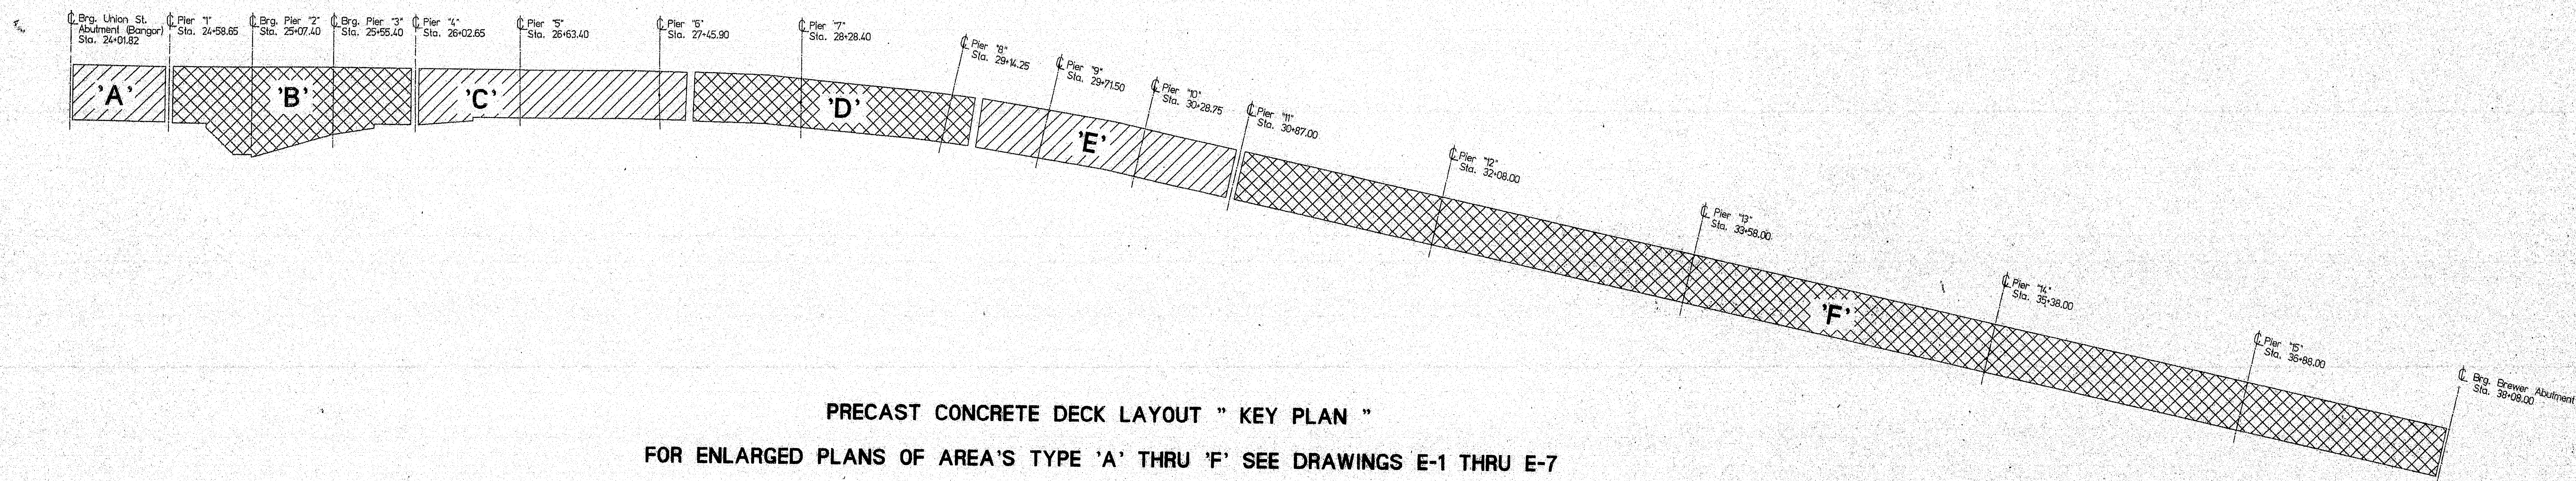 ℄ Brg. Union St.
Abutment (Bangor)
Sta. 24+01.82
℄ Pier "1"
Sta. 24+58.65
℄ Brg. Pier "2"
Sta. 25+07.40
℄ Brg. Pier "3"
Sta. 25+55.40
℄ Pier "4"
Sta. 26+02.65
℄ Pier "5"
Sta. 26+63.40
℄ Pier "6"
Sta. 27+45.90
℄ Pier "7"
Sta. 28+28.40
℄ Pier "8"
Sta. 29+14.25
℄ Pier "9"
Sta. 29+71.50
℄ Pier "10"
Sta. 30+28.75
℄ Pier "11"
Sta. 30+87.00
℄ Pier "12"
Sta. 32+08.00
℄ Pier "13"
Sta. 33+58.00
℄ Pier "14"
Sta. 35+38.00
℄ Pier "15"
Sta. 36+88.00
℄ Brg. Brewer Abutment
Sta. 38+08.00
'A'
'B'
'C'
'D'
'E'
'F'
PRECAST CONCRETE DECK LAYOUT " KEY PLAN "
FOR ENLARGED PLANS OF AREA'S TYPE 'A' THRU 'F' SEE DRAWINGS E-1 THRU E-7